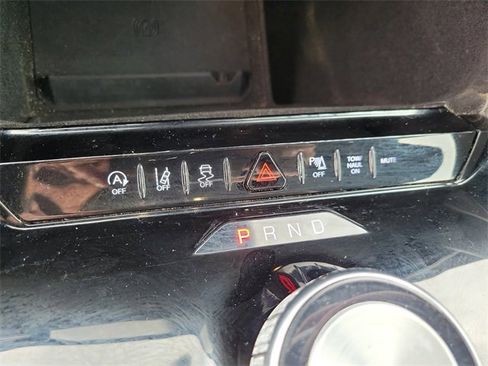 OFF OFF OFF P OFF TOW/ HAUL ON MUTE
P R N D